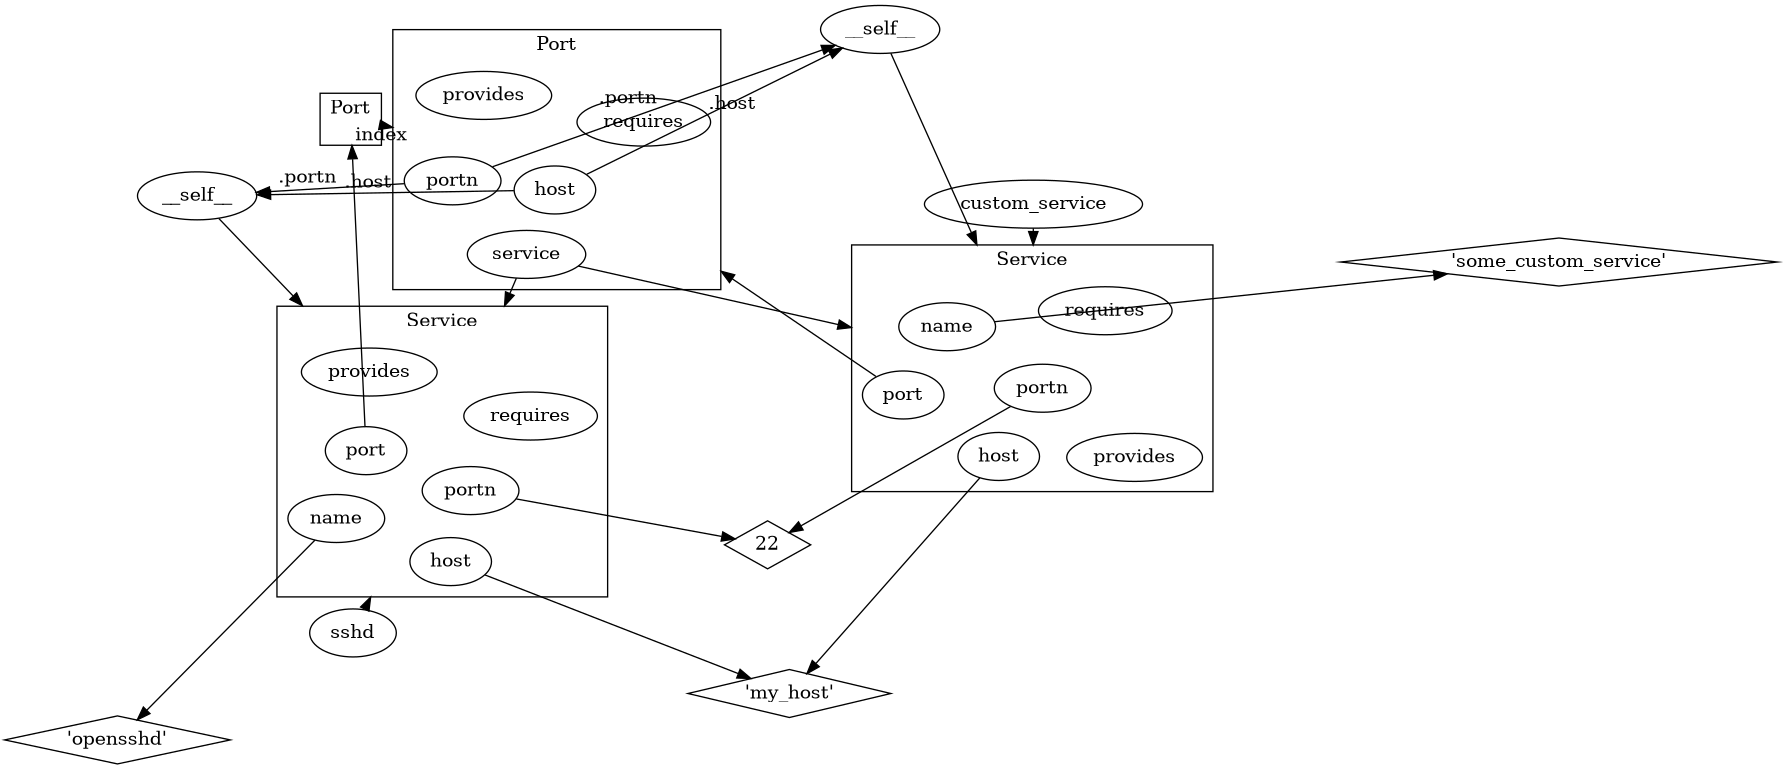 __self__
Port
provides
Port
.portn
.host
requires
index
.portn
.host
portn
host
__self__
custom_service
service
Service
'some_custom_service'
requires
name
Service
provides
portn
port
requires
port
host
provides
portn
name
22
host
sshd
'my_host'
'opensshd'